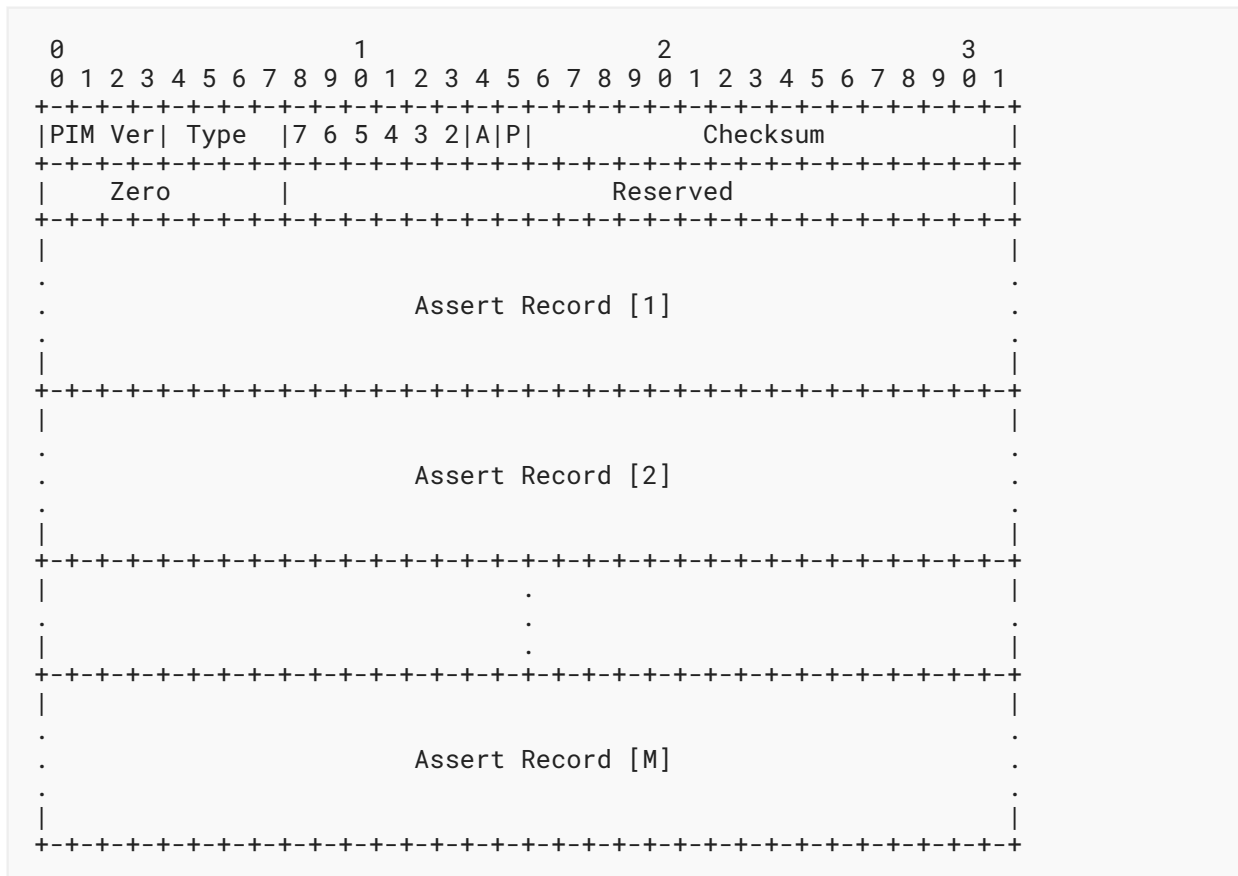 0                   1                   2                   3
 0 1 2 3 4 5 6 7 8 9 0 1 2 3 4 5 6 7 8 9 0 1 2 3 4 5 6 7 8 9 0 1
+-+-+-+-+-+-+-+-+-+-+-+-+-+-+-+-+-+-+-+-+-+-+-+-+-+-+-+-+-+-+-+-+
|PIM Ver| Type  |7 6 5 4 3 2|A|P|           Checksum            |
+-+-+-+-+-+-+-+-+-+-+-+-+-+-+-+-+-+-+-+-+-+-+-+-+-+-+-+-+-+-+-+-+
|    Zero       |                     Reserved                  |
+-+-+-+-+-+-+-+-+-+-+-+-+-+-+-+-+-+-+-+-+-+-+-+-+-+-+-+-+-+-+-+-+
|                                                               |
.                                                               .
.                        Assert Record [1]                      .
.                                                               .
|                                                               |
+-+-+-+-+-+-+-+-+-+-+-+-+-+-+-+-+-+-+-+-+-+-+-+-+-+-+-+-+-+-+-+-+
|                                                               |
.                                                               .
.                        Assert Record [2]                      .
.                                                               .
|                                                               |
+-+-+-+-+-+-+-+-+-+-+-+-+-+-+-+-+-+-+-+-+-+-+-+-+-+-+-+-+-+-+-+-+
|                               .                               |
.                               .                               .
|                               .                               |
+-+-+-+-+-+-+-+-+-+-+-+-+-+-+-+-+-+-+-+-+-+-+-+-+-+-+-+-+-+-+-+-+
|                                                               |
.                                                               .
.                        Assert Record [M]                      .
.                                                               .
|                                                               |
+-+-+-+-+-+-+-+-+-+-+-+-+-+-+-+-+-+-+-+-+-+-+-+-+-+-+-+-+-+-+-+-+